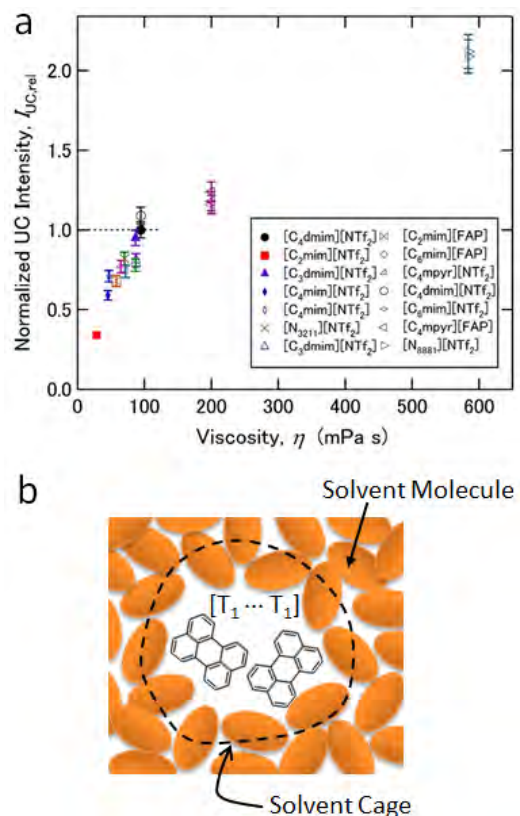 a
Normalized UC Intensity, I_UC,rel
2.0
1.5
1.0
0.5
0.0
0 100 200 300 400 500 600
Viscosity, η (mPa s)
[C₄dmim][NTf₂] [C₂mim][FAP]
[C₂mim][NTf₂] [C₆mim][FAP]
[C₃dmim][NTf₂] [C₄mpyr][NTf₂]
[C₄mim][NTf₂] [C₄dmim][NTf₂]
[C₄mim][NTf₂] [C₆mim][NTf₂]
[N₃₂₁₁][NTf₂] [C₄mpyr][FAP]
[C₃dmim][NTf₂] [N₈₈₈₁][NTf₂]
b
Solvent Molecule
[T₁ ··· T₁]
Solvent Cage